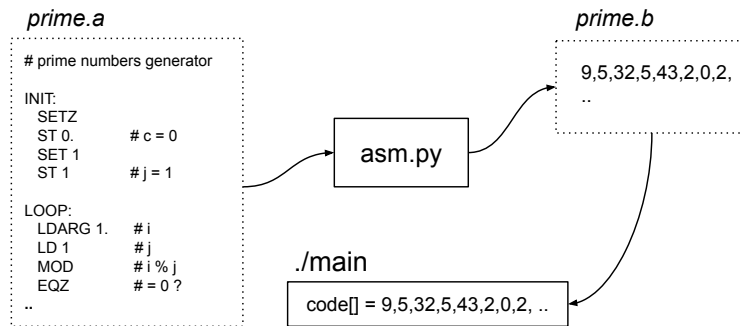 prime.a
# prime numbers generator
INIT:
SETZ
ST 0. # c = 0
SET 1
ST 1 # j = 1
LOOP:
LDARG 1. # i
LD 1 # j
MOD # i % j
EQZ # = 0 ?
..
asm.py
prime.b
9,5,32,5,43,2,0,2,
..
./main
code[] = 9,5,32,5,43,2,0,2, ..